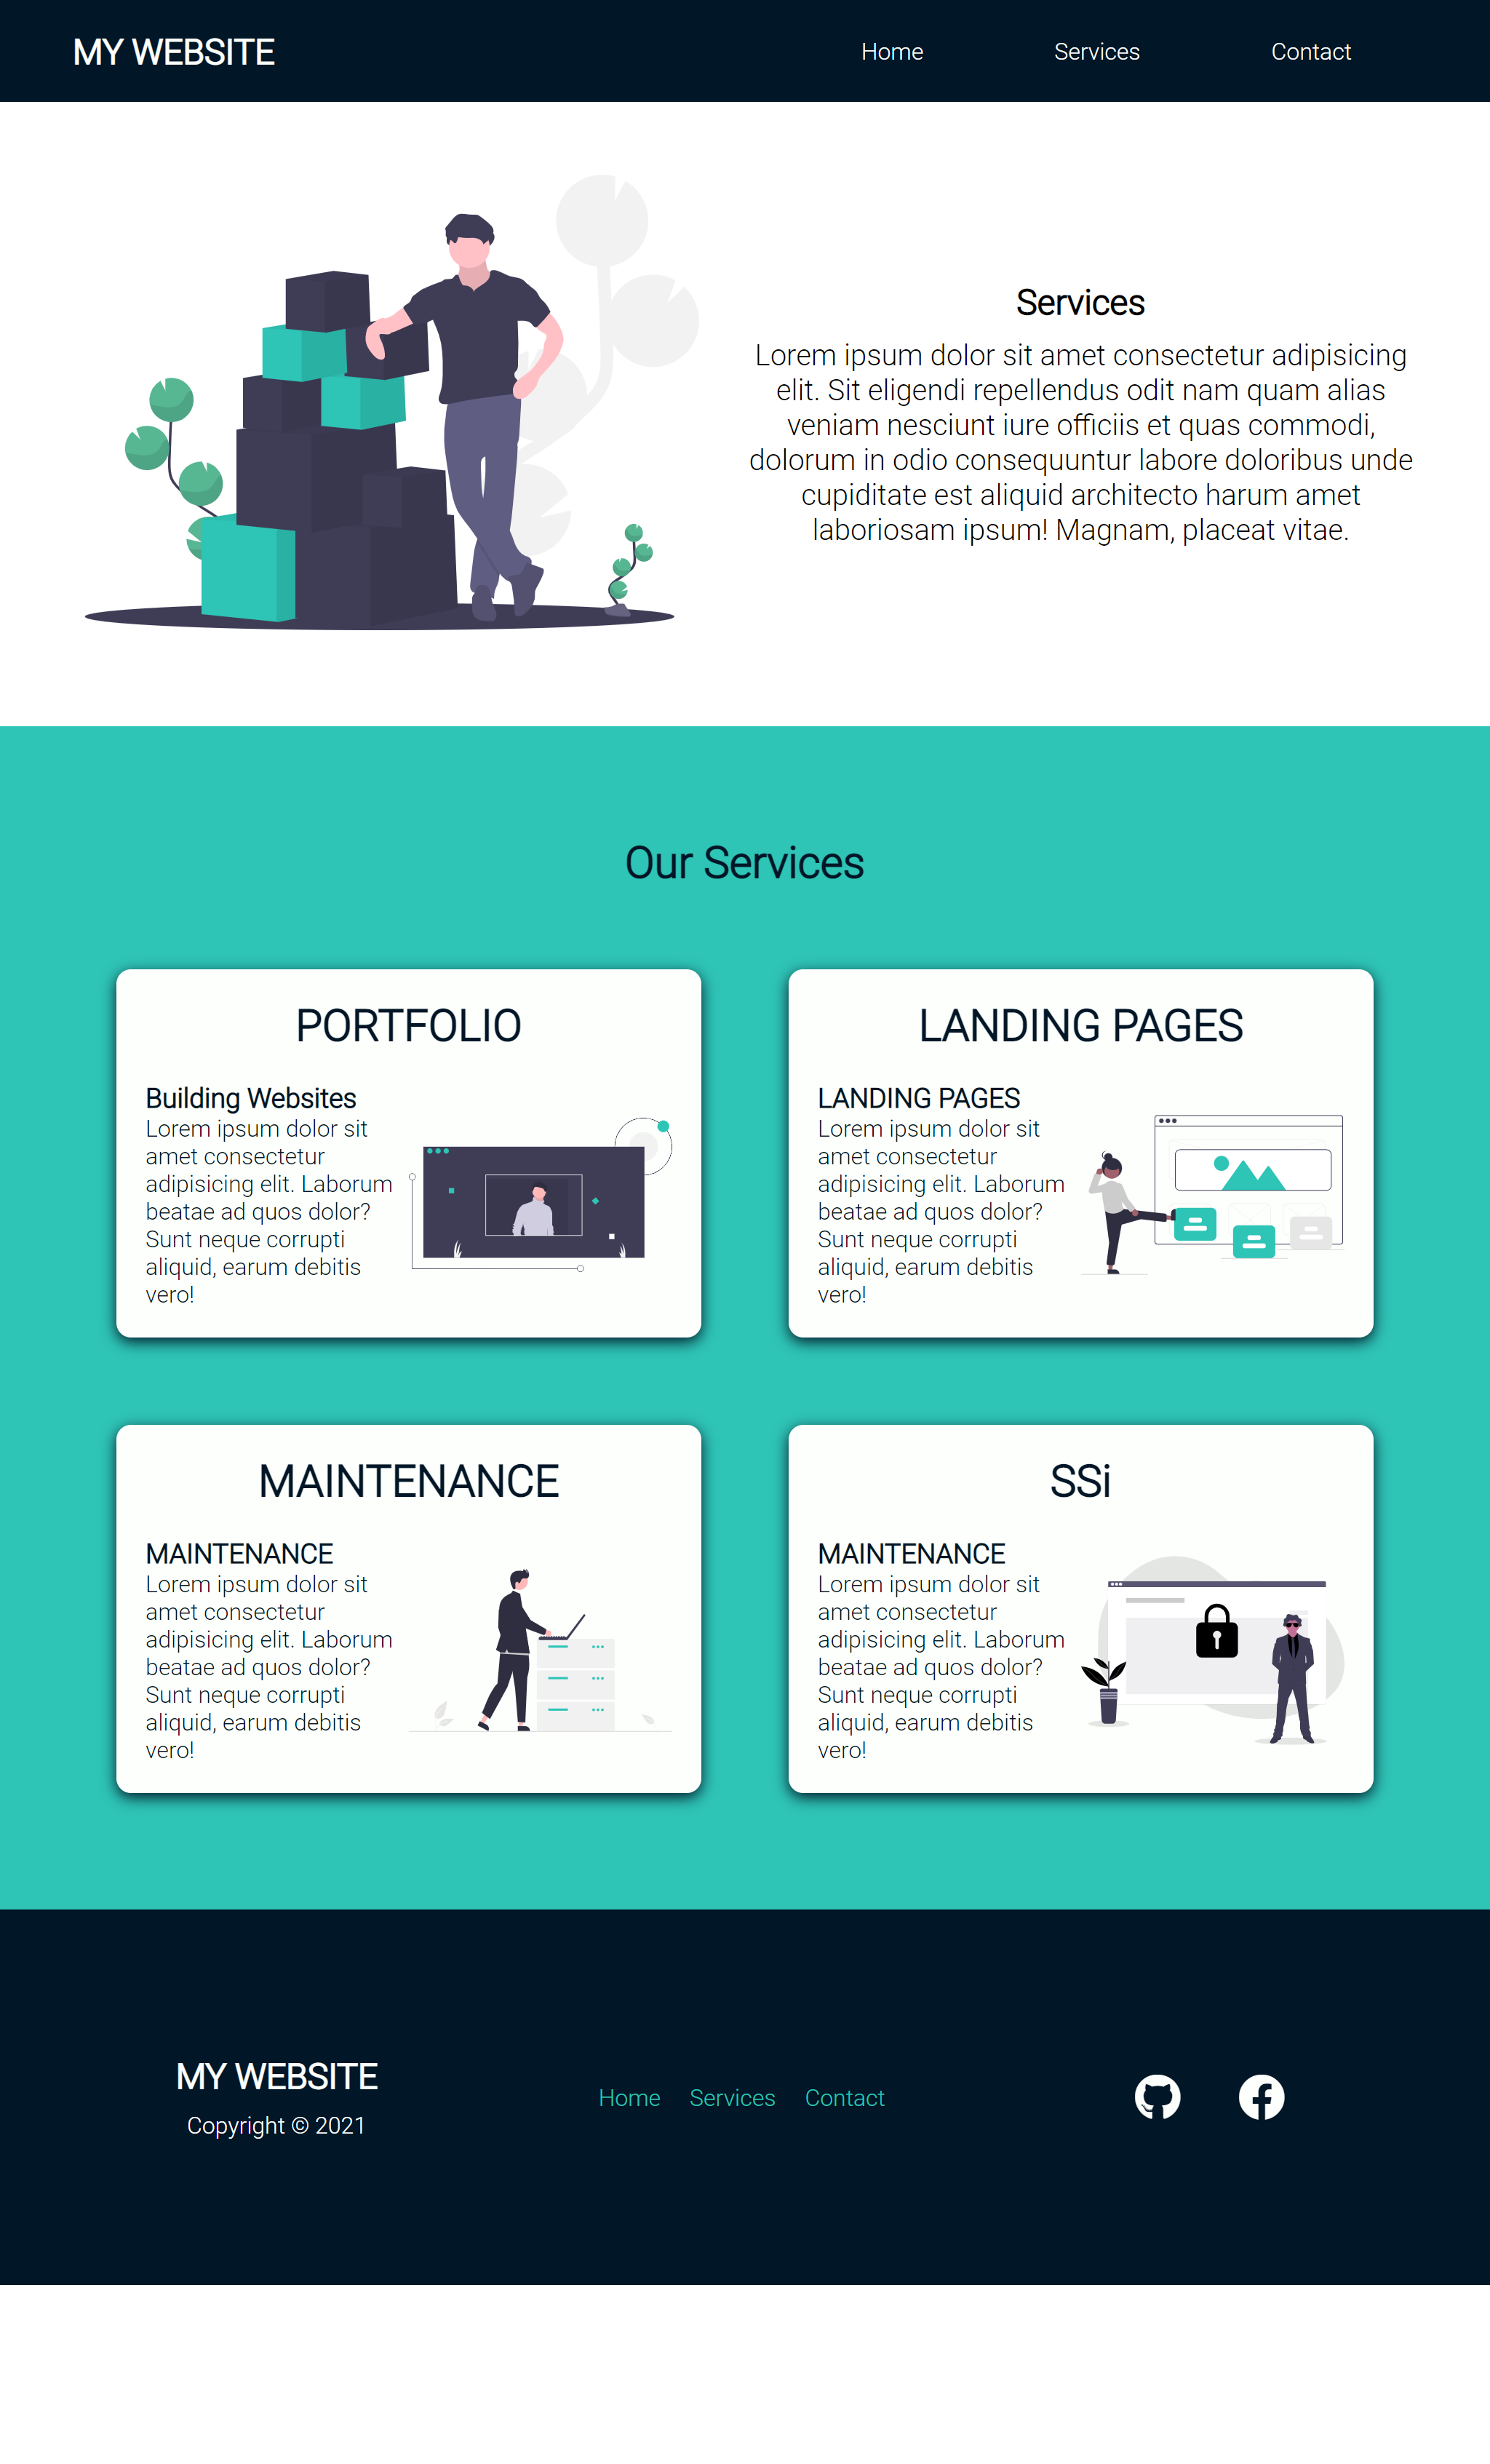 MY WEBSITE
Home
Services
Contact
Services
Lorem ipsum dolor sit amet consectetur adipisicing
elit. Sit eligendi repellendus odit nam quam alias
veniam nesciunt iure officiis et quas commodi,
dolorum in odio consequuntur labore doloribus unde
cupiditate est aliquid architecto harum amet
laboriosam ipsum! Magnam, placeat vitae.
Our Services
PORTFOLIO
Building Websites
Lorem ipsum dolor sit
amet consectetur
adipisicing elit. Laborum
beatae ad quos dolor?
Sunt neque corrupti
aliquid, earum debitis
vero!
LANDING PAGES
LANDING PAGES
Lorem ipsum dolor sit
amet consectetur
adipisicing elit. Laborum
beatae ad quos dolor?
Sunt neque corrupti
aliquid, earum debitis
vero!
MAINTENANCE
MAINTENANCE
Lorem ipsum dolor sit
amet consectetur
adipisicing elit. Laborum
beatae ad quos dolor?
Sunt neque corrupti
aliquid, earum debitis
vero!
SSi
MAINTENANCE
Lorem ipsum dolor sit
amet consectetur
adipisicing elit. Laborum
beatae ad quos dolor?
Sunt neque corrupti
aliquid, earum debitis
vero!
MY WEBSITE
Copyright © 2021
Home
Services
Contact